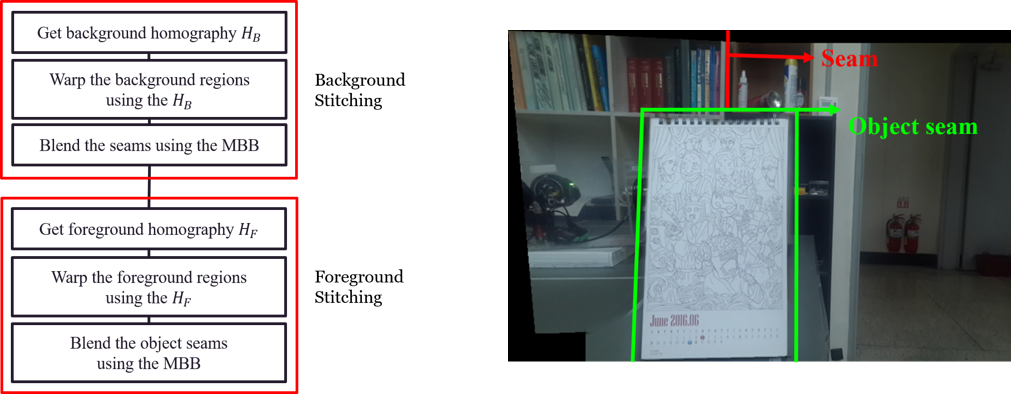 Get background homography H_B
Warp the background regions
using the H_B
Blend the seams using the MBB
Background
Stitching
Get foreground homography H_F
Warp the foreground regions
using the H_F
Blend the object seams
using the MBB
Foreground
Stitching
Seam
Object seam
June 2016.06